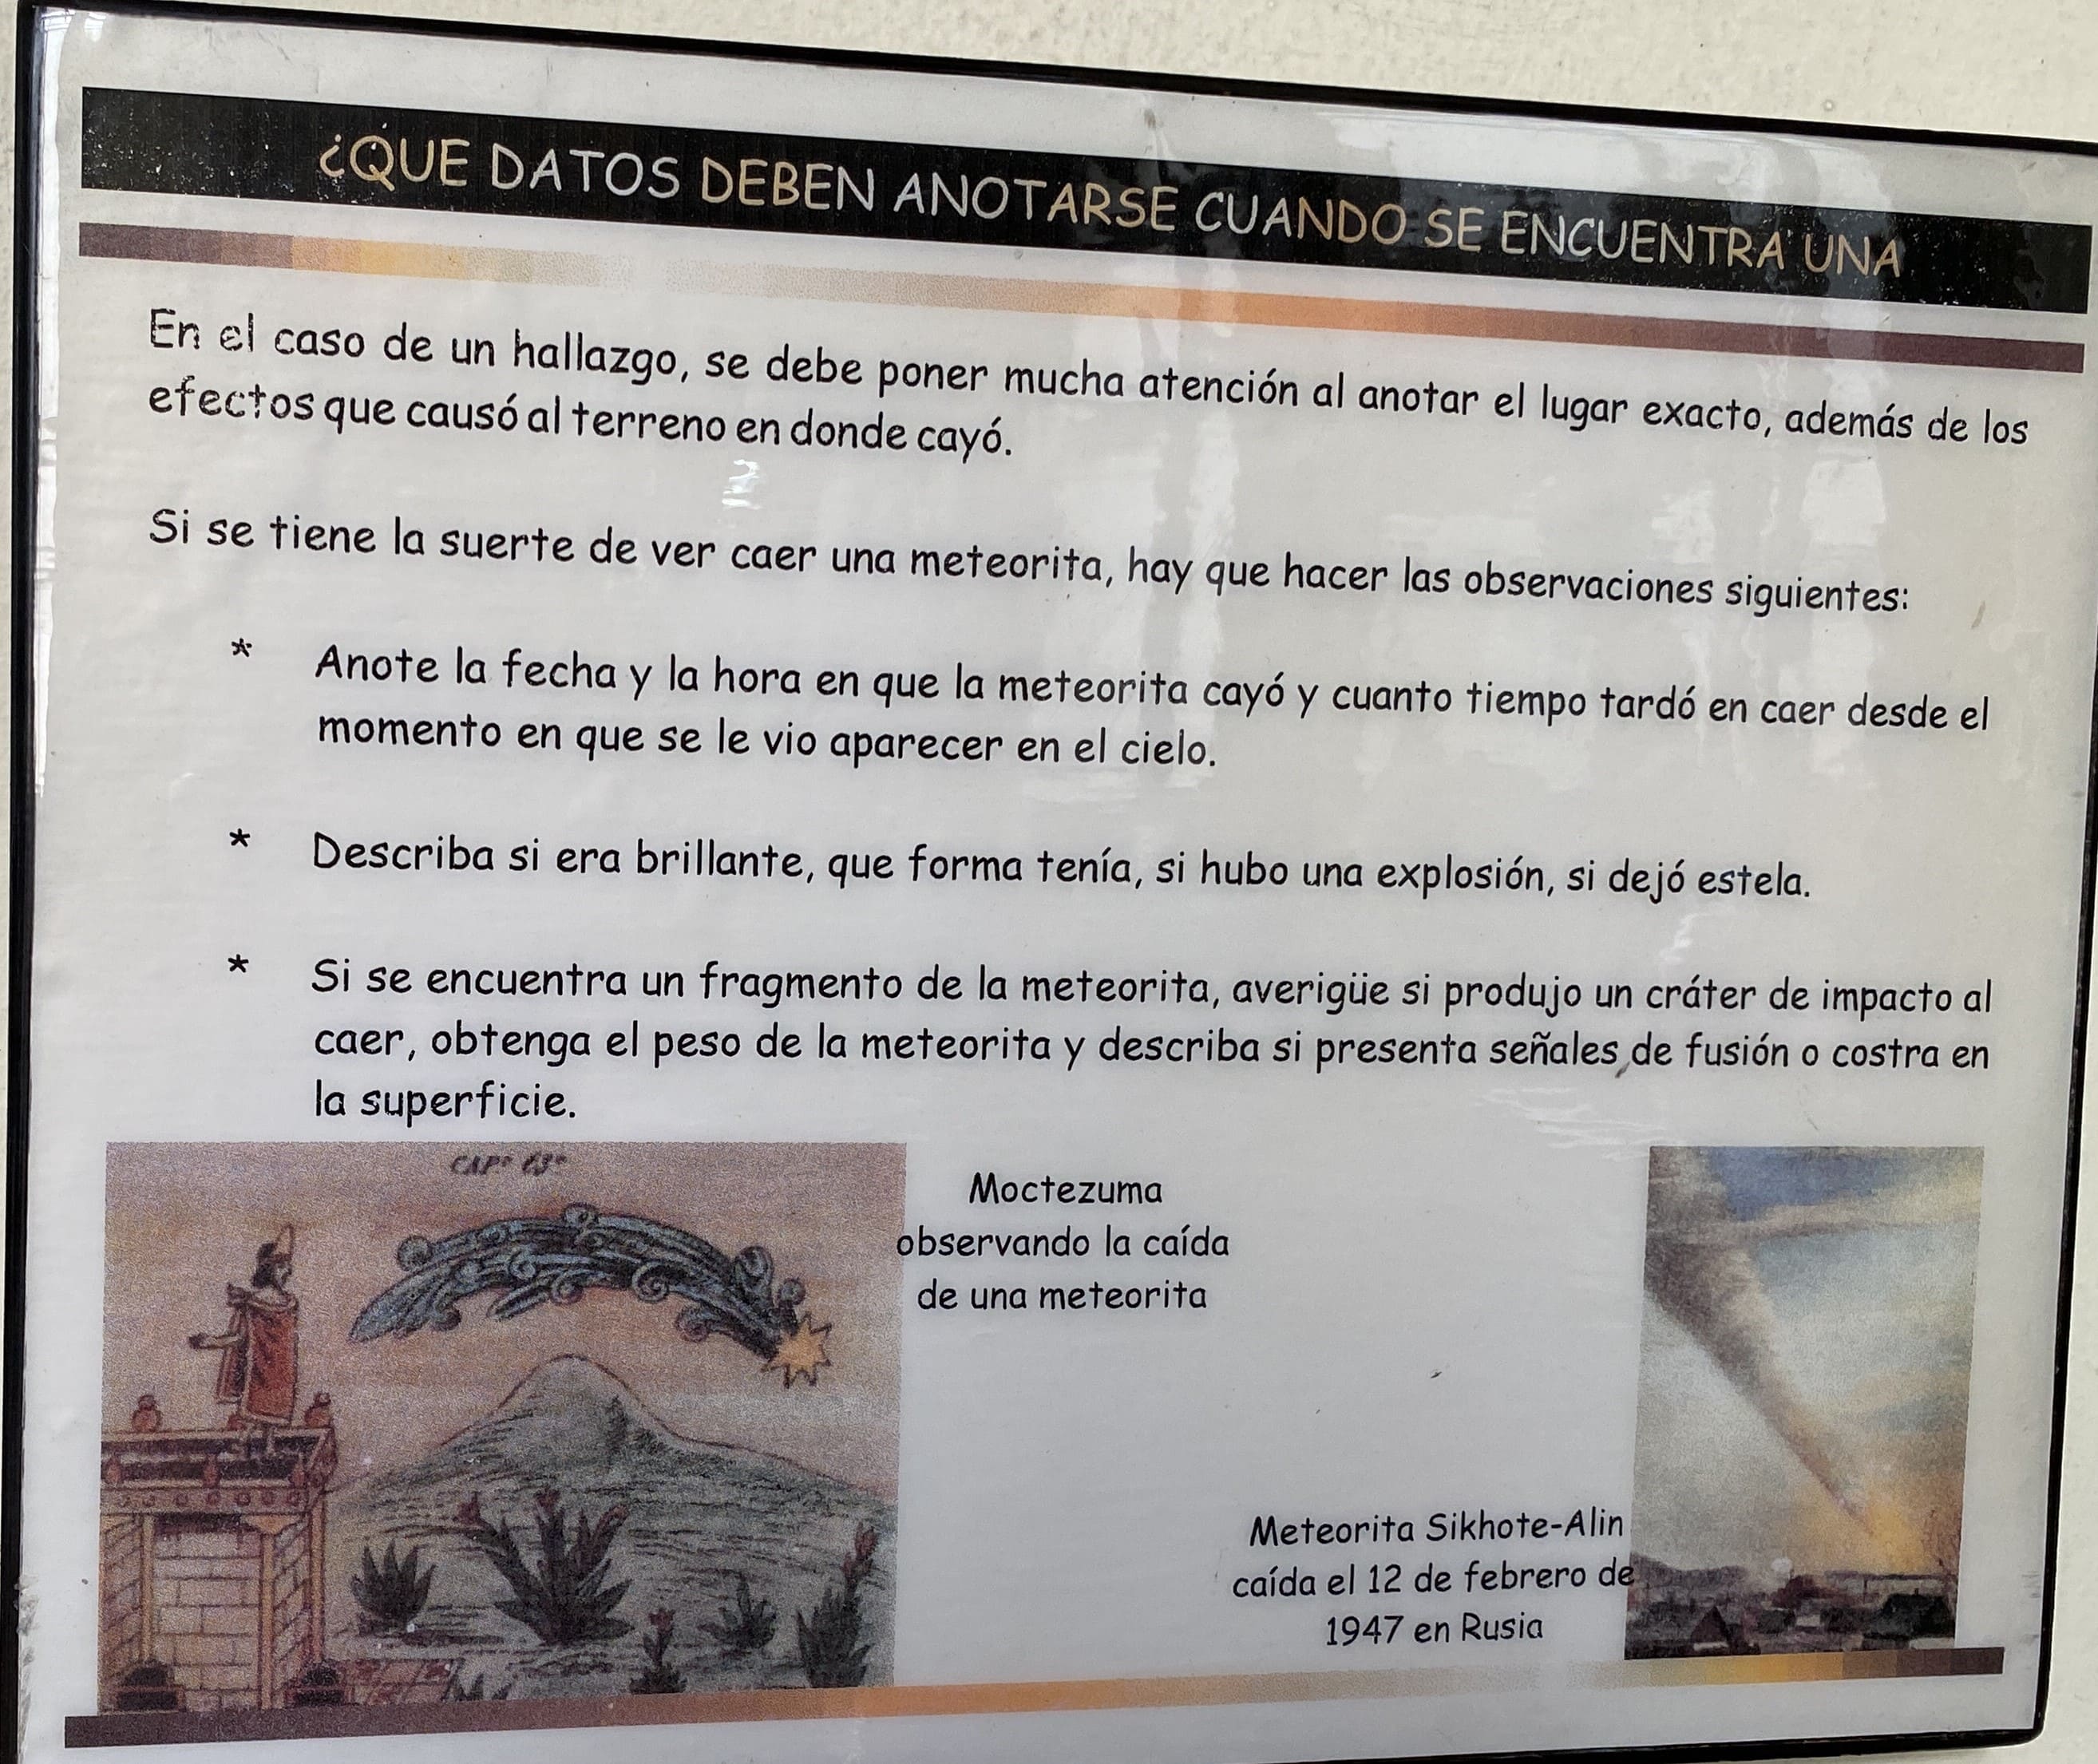 ¿QUE DATOS DEBEN ANOTARSE CUANDO SE ENCUENTRA UNA
En el caso de un hallazgo, se debe poner mucha atención al anotar el lugar exacto, además de los
efectos que causó al terreno en donde cayó.
Si se tiene la suerte de ver caer una meteorita, hay que hacer las observaciones siguientes:
* Anote la fecha y la hora en que la meteorita cayó y cuanto tiempo tardó en caer desde el
momento en que se le vio aparecer en el cielo.
* Describa si era brillante, que forma tenía, si hubo una explosión, si dejó estela.
* Si se encuentra un fragmento de la meteorita, averigüe si produjo un cráter de impacto al
caer, obtenga el peso de la meteorita y describa si presenta señales de fusión o costra en
la superficie.
CAPº 63º
Moctezuma
observando la caída
de una meteorita
Meteorita Sikhote-Alin
caída el 12 de febrero de
1947 en Rusia